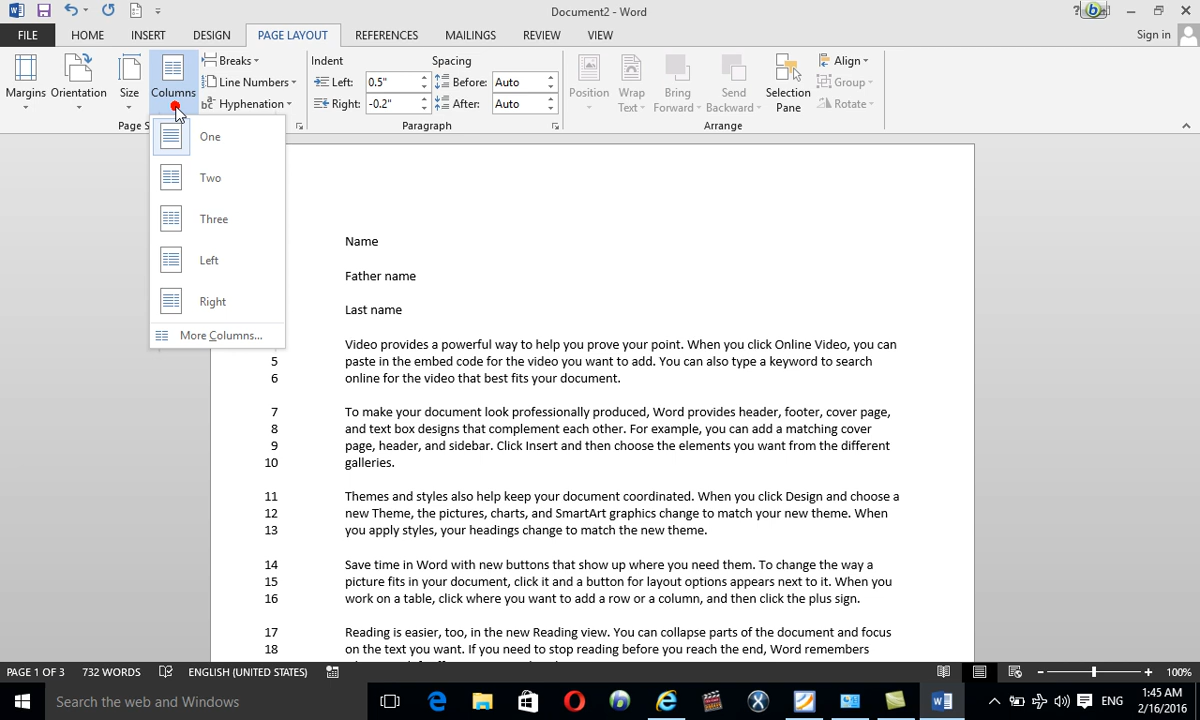 Document2 - Word
?
FILE HOME INSERT DESIGN PAGE LAYOUT REFERENCES MAILINGS REVIEW VIEW Sign in
Margins Orientation Size Columns
Breaks
Line Numbers
Hyphenation
Page S
Indent
Left: 0.5"
Right: -0.2"
Spacing
Before: Auto
After: Auto
Paragraph
Position
Wrap Text
Bring Forward
Send Backward
Selection Pane
Align
Group
Rotate
Arrange
One
Two
Three
Left
Right
More Columns...
Name
Father name
Last name
Video provides a powerful way to help you prove your point. When you click Online Video, you can
5 paste in the embed code for the video you want to add. You can also type a keyword to search
6 online for the video that best fits your document.
7 To make your document look professionally produced, Word provides header, footer, cover page,
8 and text box designs that complement each other. For example, you can add a matching cover
9 page, header, and sidebar. Click Insert and then choose the elements you want from the different
10 galleries.
11 Themes and styles also help keep your document coordinated. When you click Design and choose a
12 new Theme, the pictures, charts, and SmartArt graphics change to match your new theme. When
13 you apply styles, your headings change to match the new theme.
14 Save time in Word with new buttons that show up where you need them. To change the way a
15 picture fits in your document, click it and a button for layout options appears next to it. When you
16 work on a table, click where you want to add a row or a column, and then click the plus sign.
17 Reading is easier, too, in the new Reading view. You can collapse parts of the document and focus
18 on the text you want. If you need to stop reading before you reach the end, Word remembers
PAGE 1 OF 3 732 WORDS ENGLISH (UNITED STATES) 100%
Search the web and Windows
ENG
1:45 AM
2/16/2016